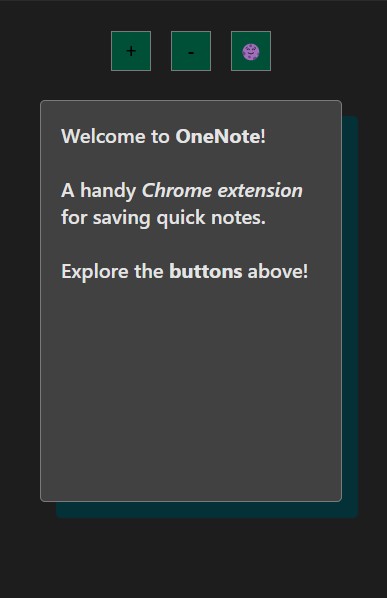 + -
Welcome to OneNote!
A handy Chrome extension
for saving quick notes.
Explore the buttons above!